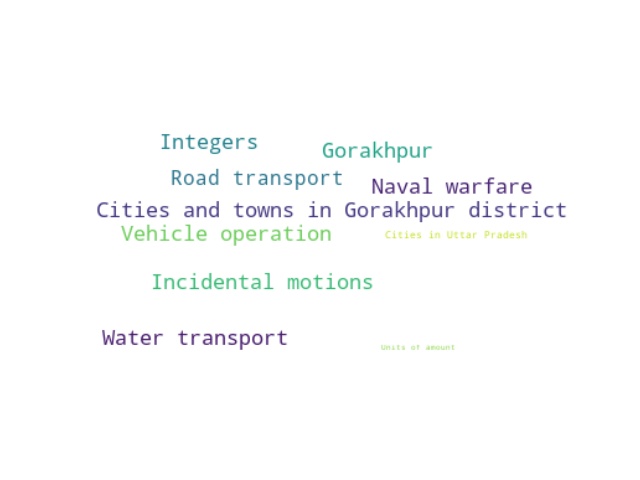 Integers
Gorakhpur
Road transport
Naval warfare
Cities and towns in Gorakhpur district
Vehicle operation
Cities in Uttar Pradesh
Incidental motions
Water transport
Units of amount